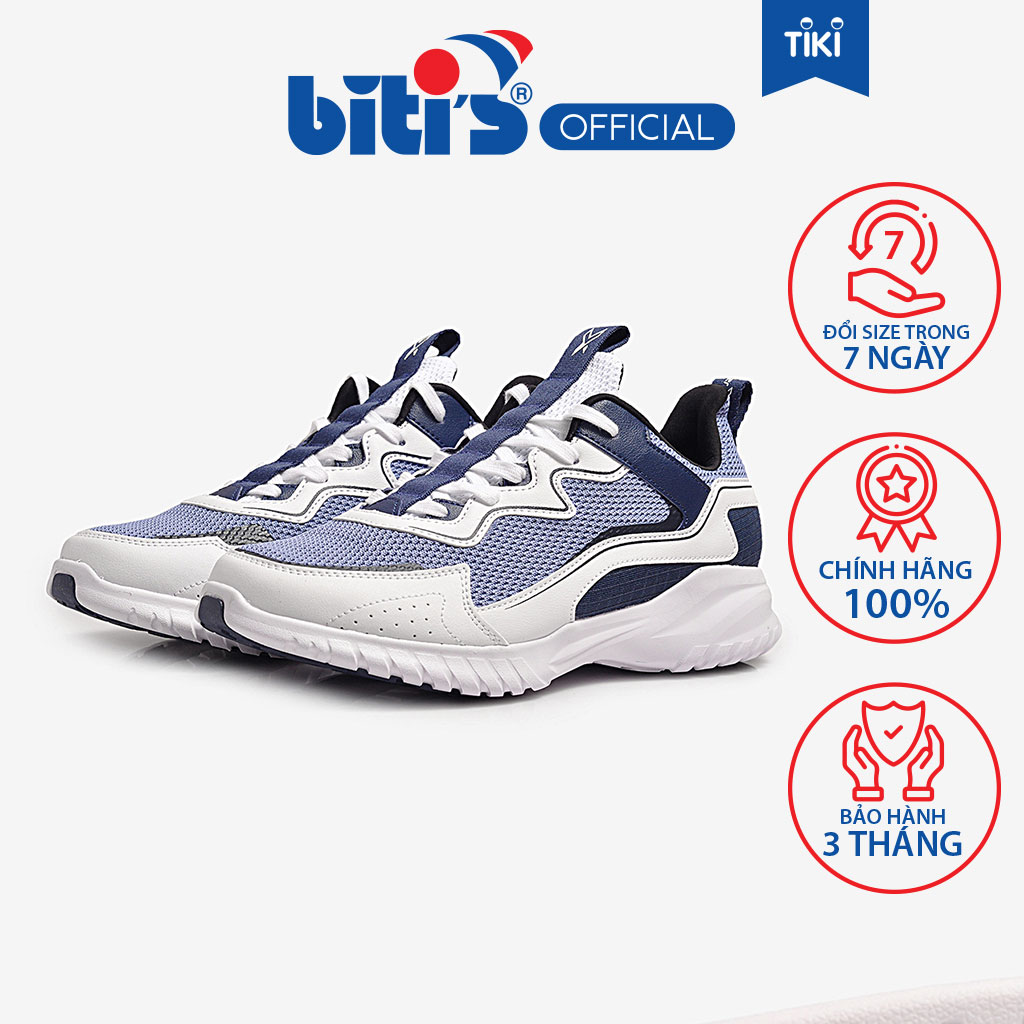 TiKi
biti's®
OFFICIAL
7
ĐỔI SIZE TRONG
7 NGÀY
CHÍNH HÃNG
100%
BẢO HÀNH
3 THÁNG